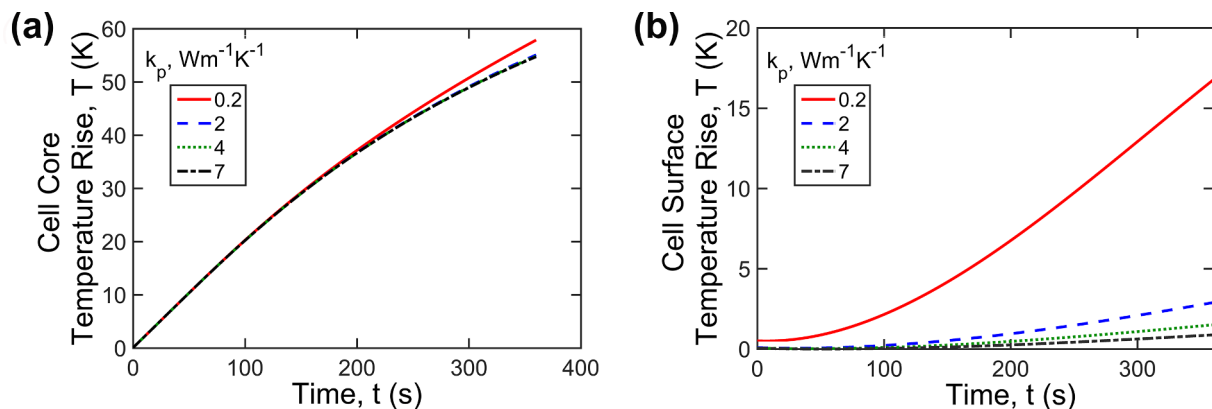 (a)
Cell Core
Temperature Rise, T (K)
60
50
40
30
20
10
0
k_p, Wm⁻¹K⁻¹
0.2
2
4
7
0 100 200 300 400
Time, t (s)
(b)
Cell Surface
Temperature Rise, T (K)
20
15
10
5
0
k_p, Wm⁻¹K⁻¹
0.2
2
4
7
0 100 200 300
Time, t (s)